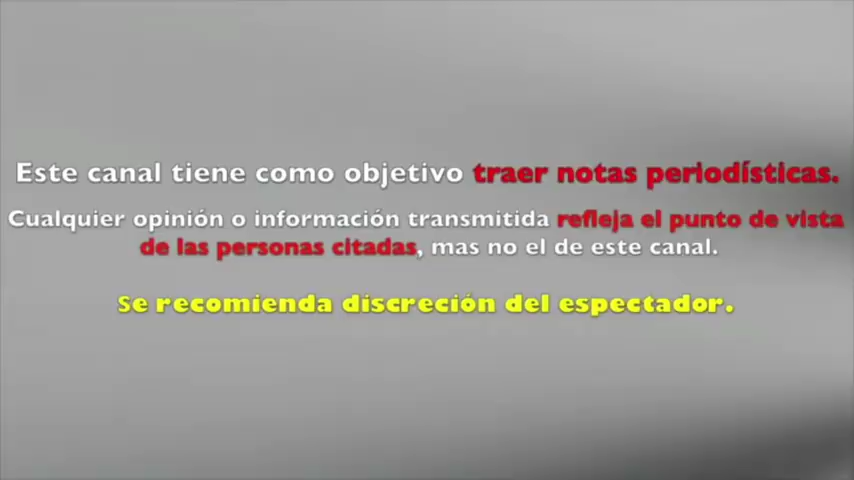 Este canal tiene como objetivo traer notas periodísticas.
Cualquier opinión o información transmitida refleja el punto de vista
de las personas citadas, mas no el de este canal.
Se recomienda discreción del espectador.